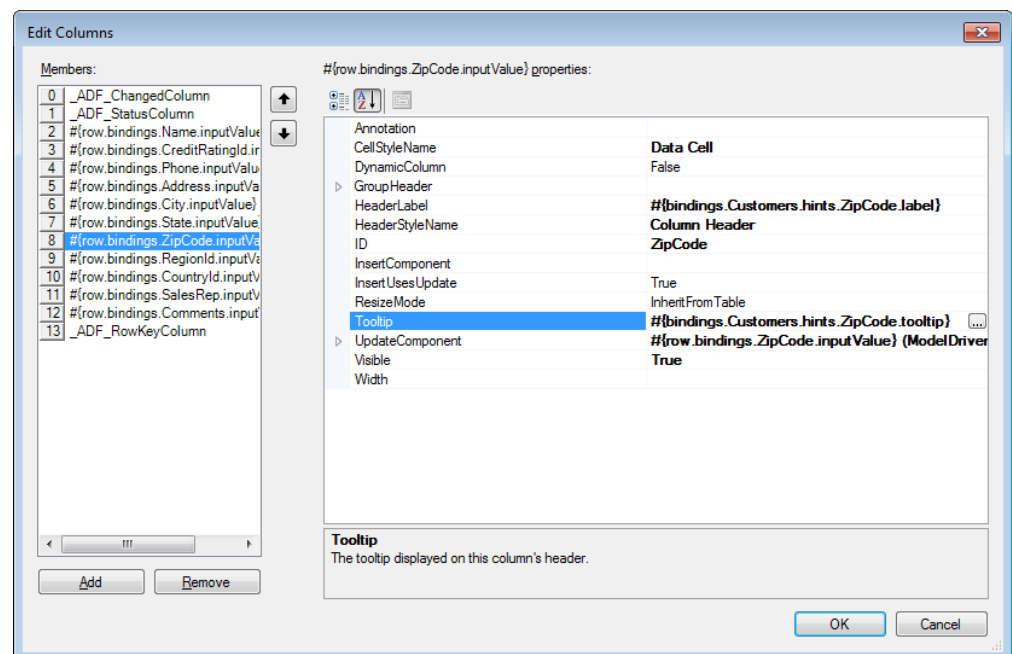 Edit Columns
Members:
0 _ADF_ChangedColumn
1 _ADF_StatusColumn
2 #{row.bindings.Name.inputValue
3 #{row.bindings.CreditRatingId.ir
4 #{row.bindings.Phone.inputValu
5 #{row.bindings.Address.inputVa
6 #{row.bindings.City.inputValue}
7 #{row.bindings.State.inputValue
8 #{row.bindings.ZipCode.inputVa
9 #{row.bindings.RegionId.inputVa
10 #{row.bindings.CountryId.inputV
11 #{row.bindings.SalesRep.inputV
12 #{row.bindings.Comments.input
13 _ADF_RowKeyColumn
Add Remove
#{row.bindings.ZipCode.inputValue} properties:
Annotation
CellStyleName Data Cell
DynamicColumn False
GroupHeader
HeaderLabel #{bindings.Customers.hints.ZipCode.label}
HeaderStyleName Column Header
ID ZipCode
InsertComponent
InsertUsesUpdate True
ResizeMode InheritFromTable
Tooltip #{bindings.Customers.hints.ZipCode.tooltip} ...
UpdateComponent #{row.bindings.ZipCode.inputValue} (ModelDriver
Visible True
Width
Tooltip
The tooltip displayed on this column's header.
OK Cancel